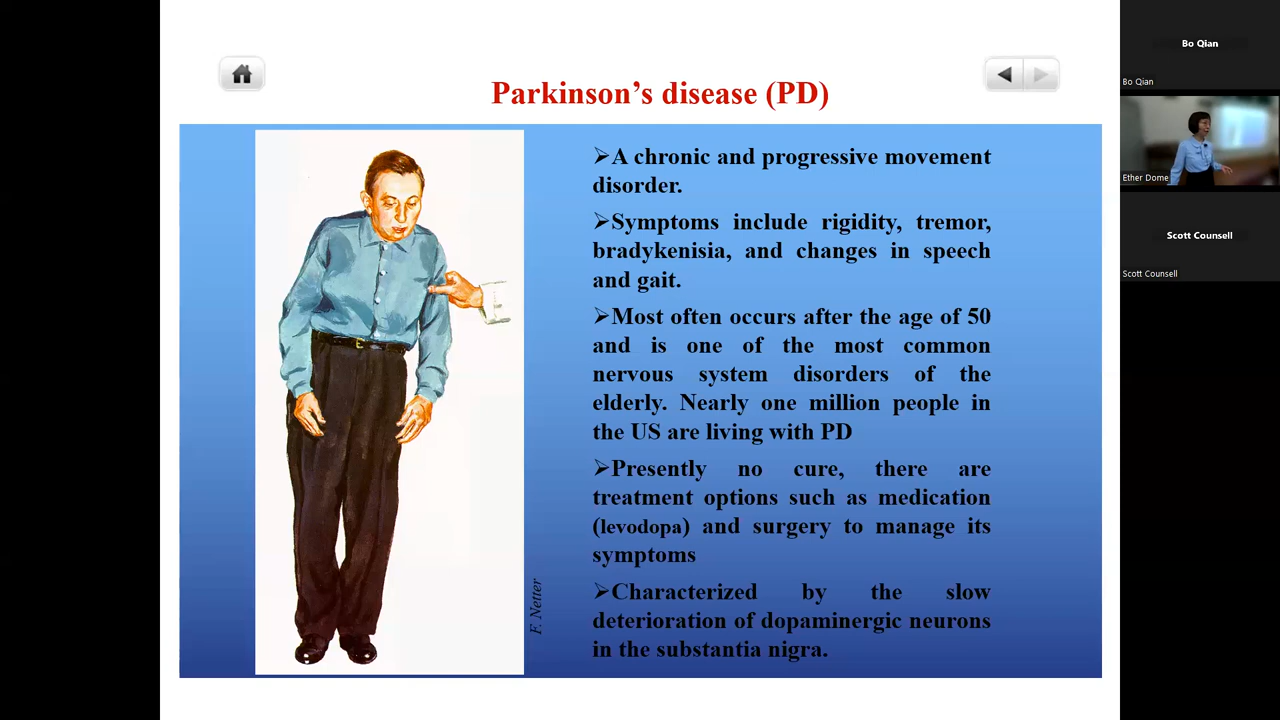 Parkinson’s disease (PD)
➢A chronic and progressive movement
disorder.
➢Symptoms include rigidity, tremor,
bradykenisia, and changes in speech
and gait.
➢Most often occurs after the age of 50
and is one of the most common
nervous system disorders of the
elderly. Nearly one million people in
the US are living with PD
➢Presently no cure, there are
treatment options such as medication
(levodopa) and surgery to manage its
symptoms
➢Characterized by the slow
deterioration of dopaminergic neurons
in the substantia nigra.
F. Netter
Bo Qian
Bo Qian
Ether Dome
Scott Counsell
Scott Counsell